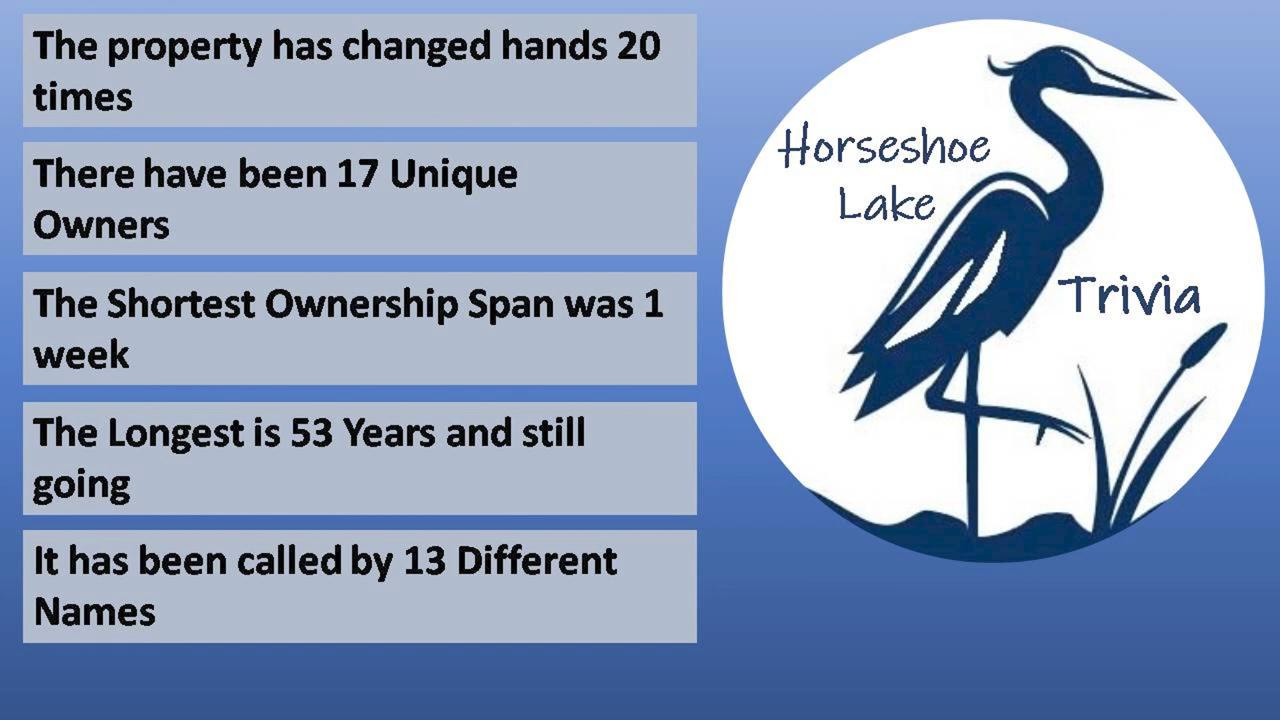 The property has changed hands 20
times
There have been 17 Unique
Owners
The Shortest Ownership Span was 1
week
The Longest is 53 Years and still
going
It has been called by 13 Different
Names
Horseshoe
Lake
Trivia